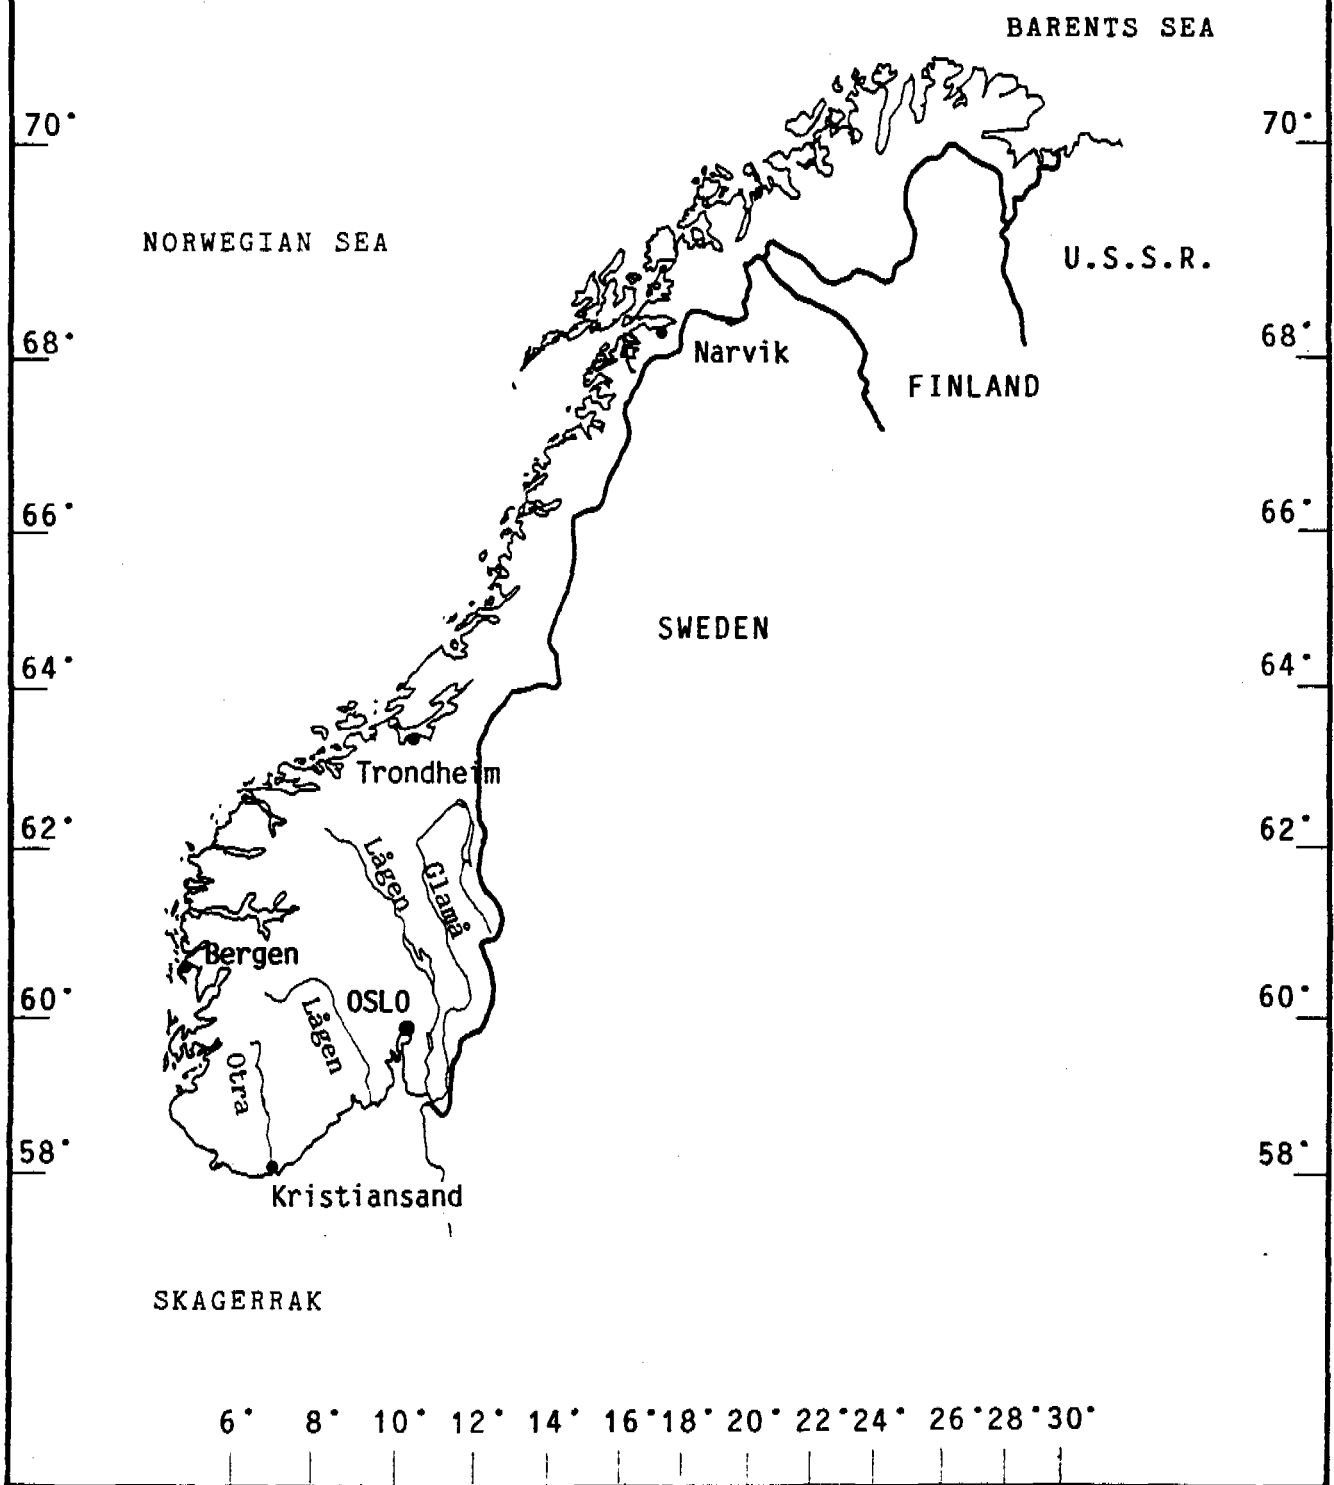 BARENTS SEA
70° 70°
NORWEGIAN SEA
U.S.S.R.
68° 68°
Narvik
FINLAND
66° 66°
SWEDEN
64° 64°
Trondheim
62° 62°
Lågen
Glamå
Bergen
60° 60°
OSLO
Lågen
Otra
58° 58°
Kristiansand
SKAGERRAK
6° 8° 10° 12° 14° 16° 18° 20° 22° 24° 26° 28° 30°